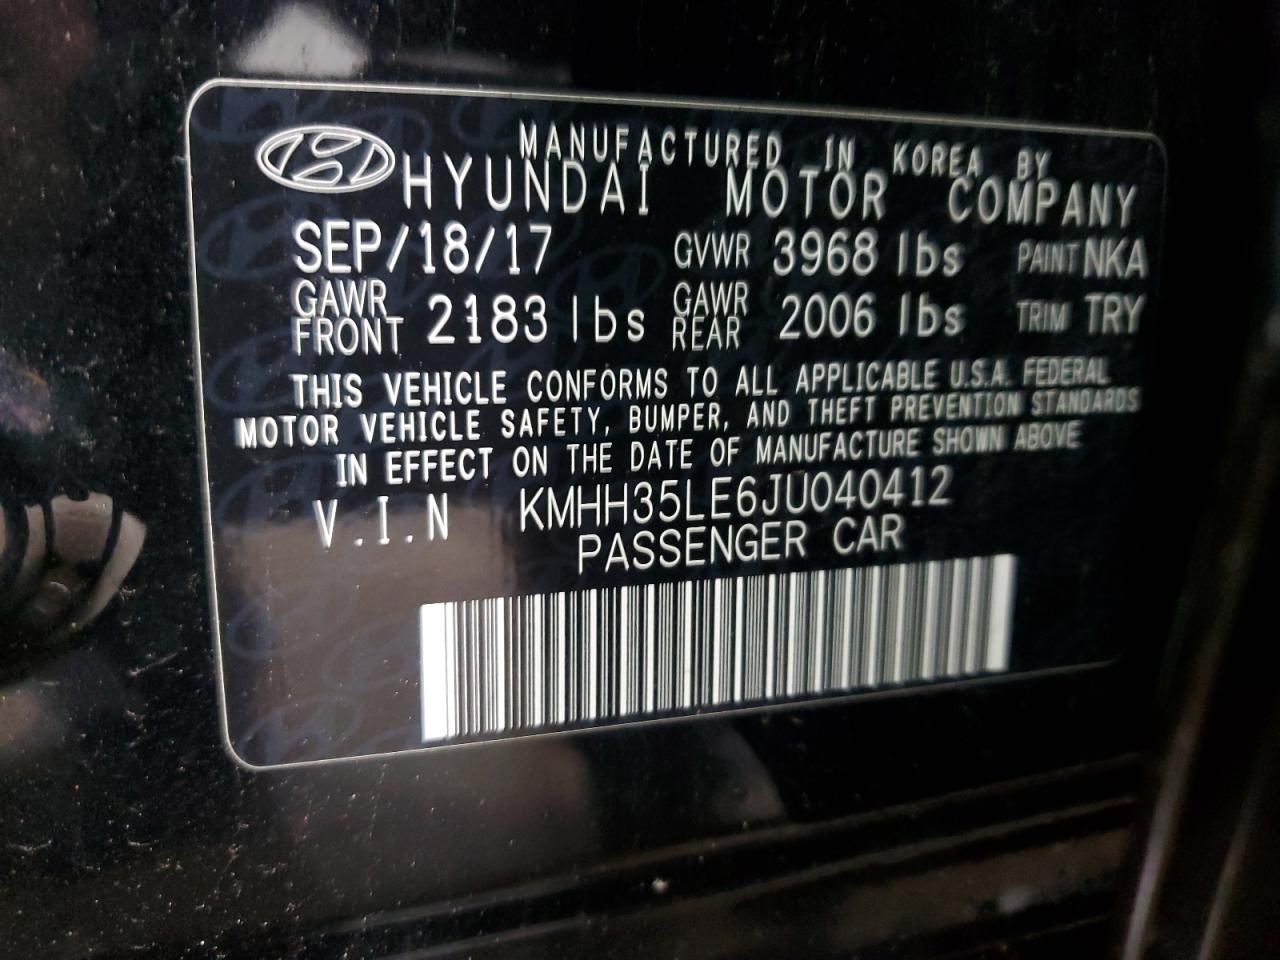 MANUFACTURED IN KOREA BY
HYUNDAI MOTOR COMPANY
SEP/18/17 GVWR 3968 lbs PAINT NKA
GAWR FRONT 2183 lbs GAWR REAR 2006 lbs TRIM TRY
THIS VEHICLE CONFORMS TO ALL APPLICABLE U.S.A. FEDERAL
MOTOR VEHICLE SAFETY, BUMPER, AND THEFT PREVENTION STANDARDS
IN EFFECT ON THE DATE OF MANUFACTURE SHOWN ABOVE
V.I.N KMHH35LE6JU040412
PASSENGER CAR